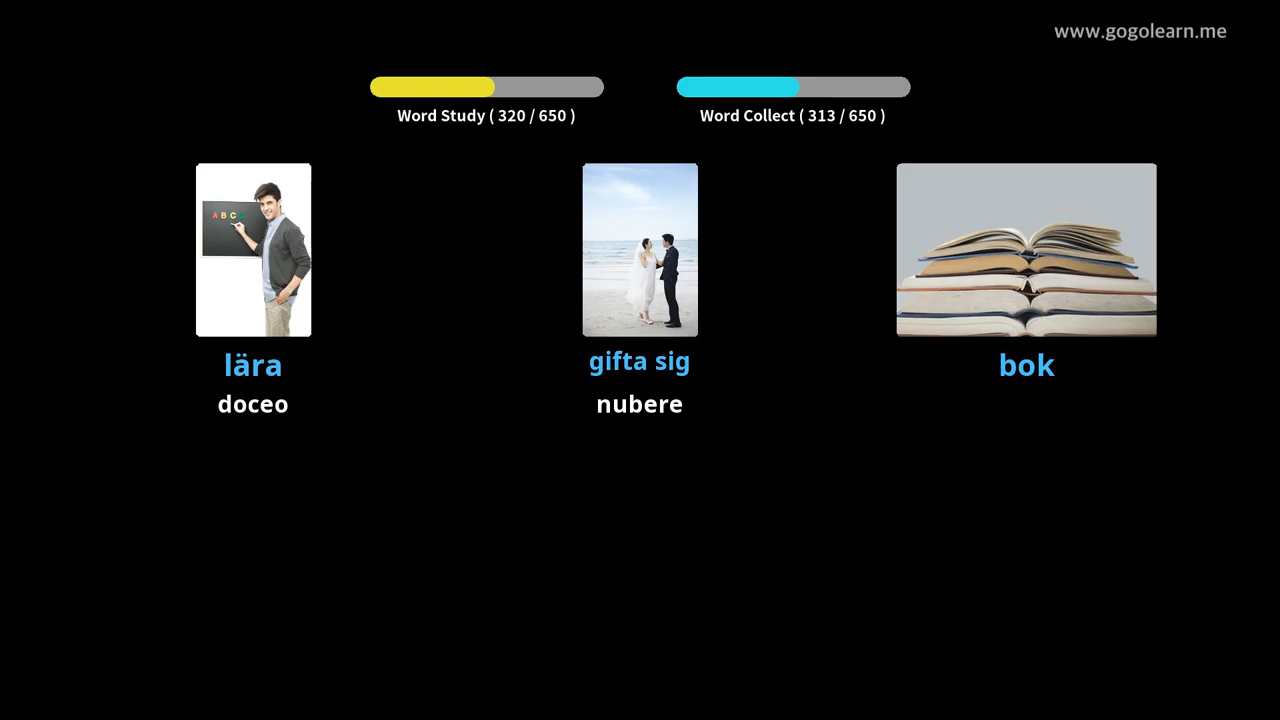 www.gogolearn.me
Word Study ( 320 / 650 )
Word Collect ( 313 / 650 )
A B C D
lära
gifta sig
bok
doceo
nubere